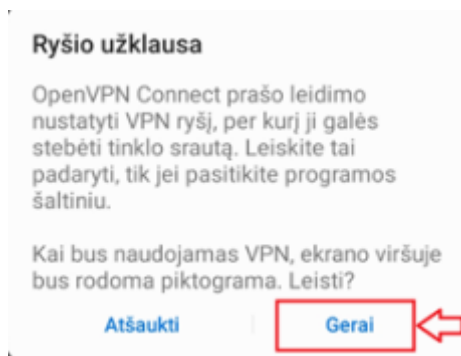 Ryšio užklausa
OpenVPN Connect prašo leidimo
nustatyti VPN ryšį, per kurį ji galės
stebėti tinklo srautą. Leiskite tai
padaryti, tik jei pasitikite programos
šaltiniu.
Kai bus naudojamas VPN, ekrano viršuje
bus rodoma piktograma. Leisti?
Atšaukti Gerai